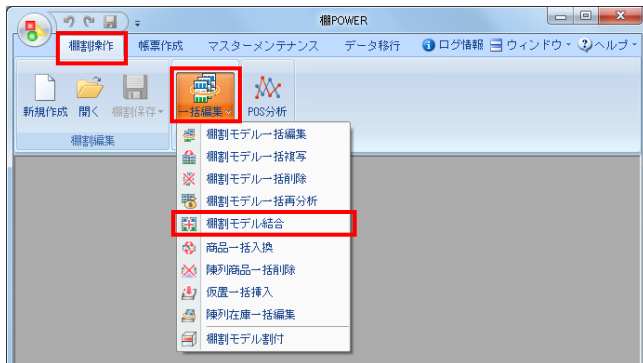 棚POWER
棚割操作 帳票作成 マスターメンテナンス データ移行 ログ情報 ウィンドウ ヘルプ
新規作成 開く 棚割保存 一括編集 POS分析
棚割編集
棚割モデル一括編集
棚割モデル一括複写
棚割モデル一括削除
棚割モデル一括再分析
棚割モデル結合
商品一括入換
陳列商品一括削除
仮置一括挿入
陳列在庫一括編集
棚割モデル割付